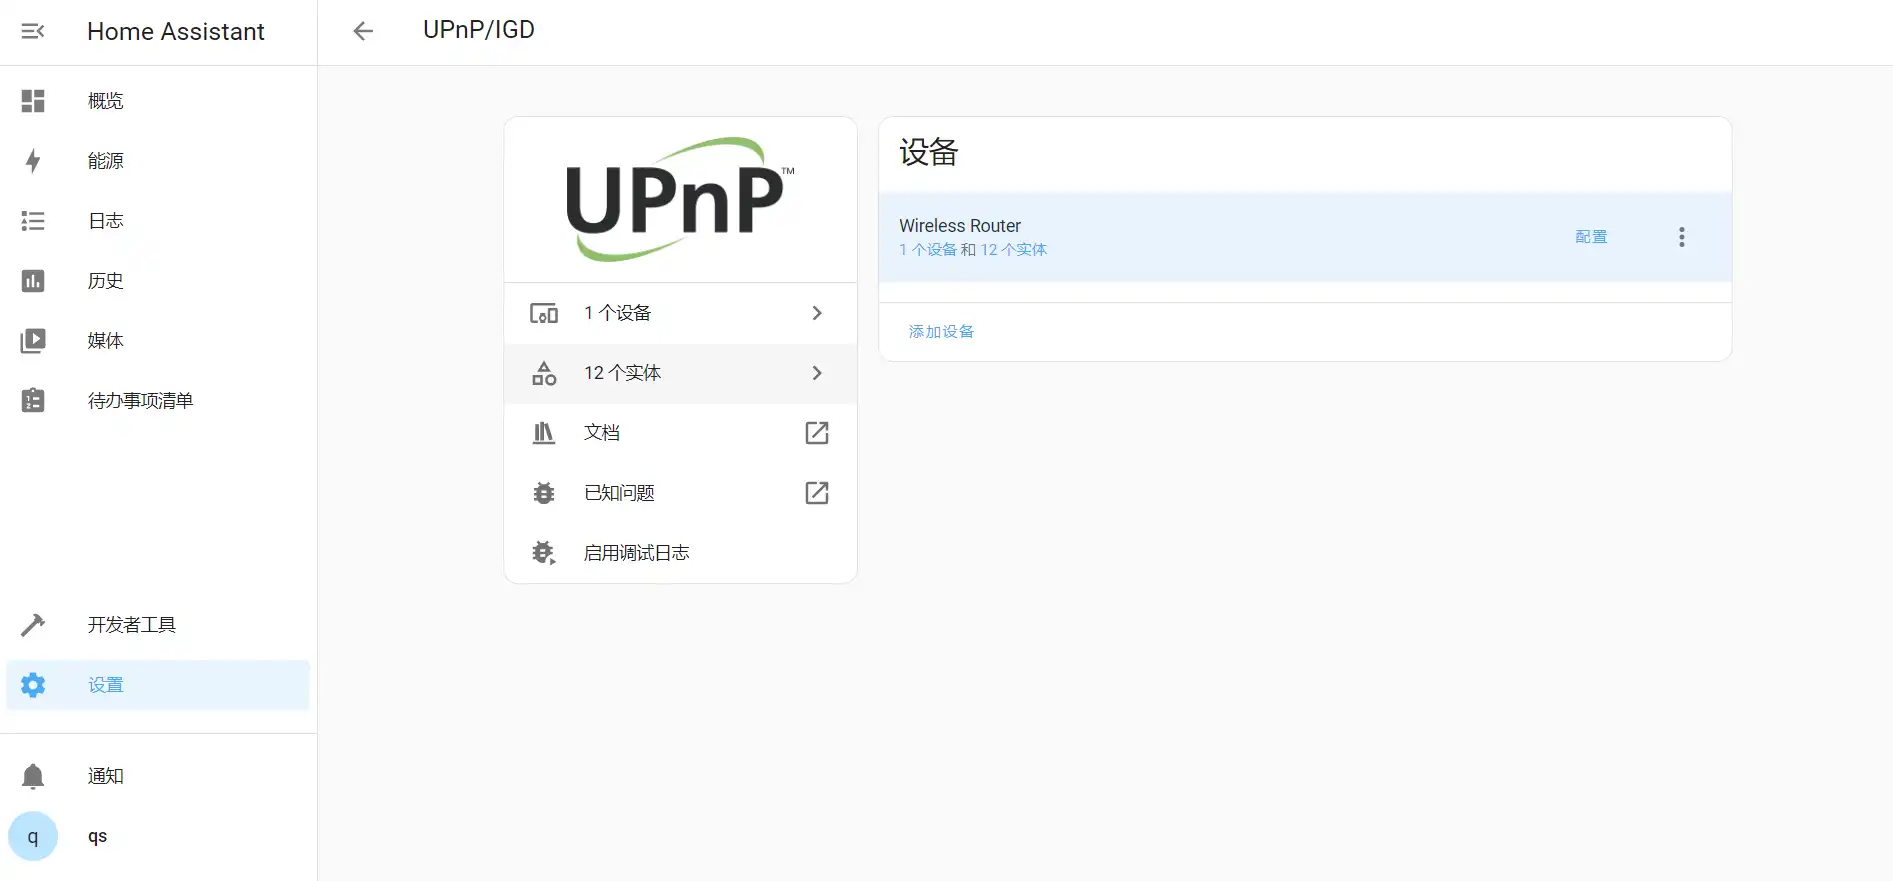 Home Assistant
概览
能源
日志
历史
媒体
待办事项清单
开发者工具
设置
通知
q
qs
UPnP/IGD
UPnP™
1 个设备
12 个实体
文档
已知问题
启用调试日志
设备
Wireless Router
1 个设备 和 12 个实体
配置
添加设备